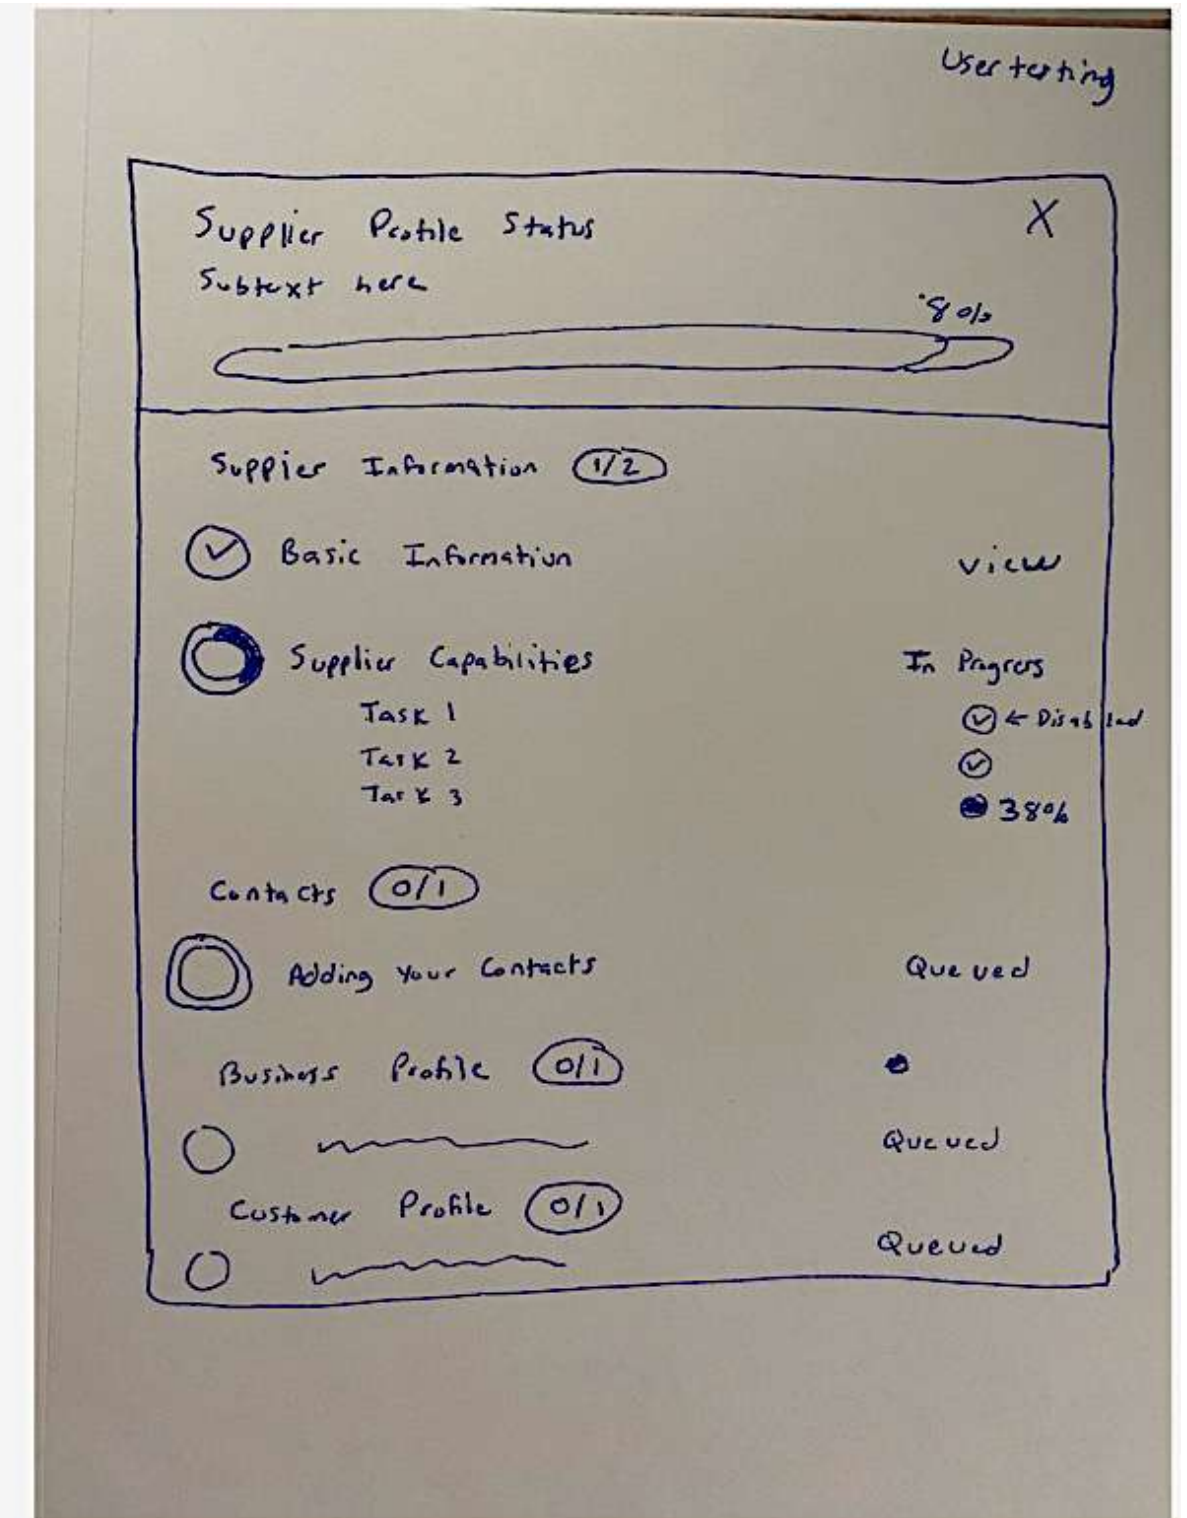 User testing
Supplier Profile Status X
Subtext here
8%
Suppier Information 1/2
Basic Information view
Supplier Capabilities In Progress
Task 1 ← Disabled
Task 2
Task 3 38%
Contacts 0/1
Adding Your Contacts Queued
Business Profile 0/1
Queued
Customer Profile 0/1
Queued